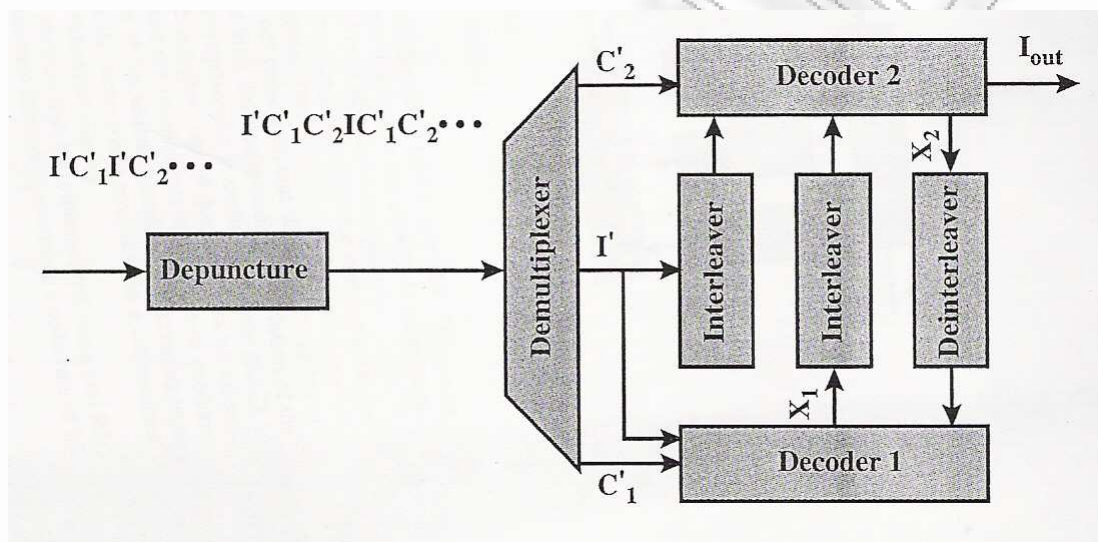 I'C'₁I'C'₂•••
I'C'₁C'₂IC'₁C'₂•••
Depuncture
Demultiplexer
C'₂
I'
C'₁
Decoder 2
I_out
Interleaver
Interleaver
X₂
Deinterleaver
X₁
Decoder 1